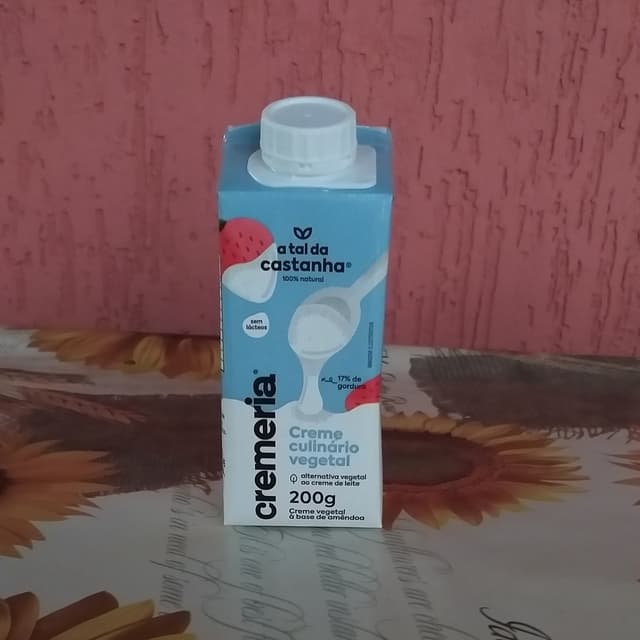 a tal da
castanha®
100% natural
sem
lácteos
17% de
gordura
cremeria®
Creme
culinário
vegetal
alternativa vegetal
ao creme de leite
200g
Creme vegetal
à base de amêndoa